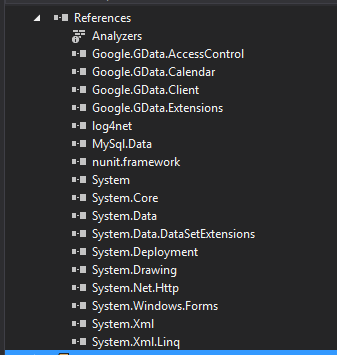 References
Analyzers
Google.GData.AccessControl
Google.GData.Calendar
Google.GData.Client
Google.GData.Extensions
log4net
MySql.Data
nunit.framework
System
System.Core
System.Data
System.Data.DataSetExtensions
System.Deployment
System.Drawing
System.Net.Http
System.Windows.Forms
System.Xml
System.Xml.Linq